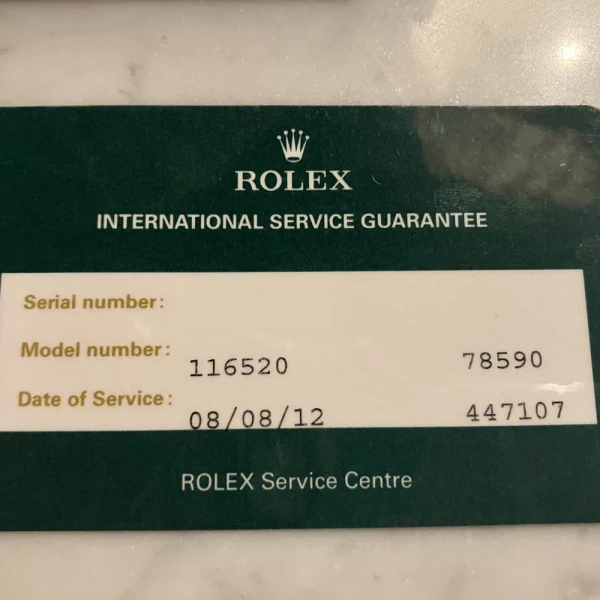 ROLEX
INTERNATIONAL SERVICE GUARANTEE
Serial number:
Model number: 116520 78590
Date of Service: 08/08/12 447107
ROLEX Service Centre